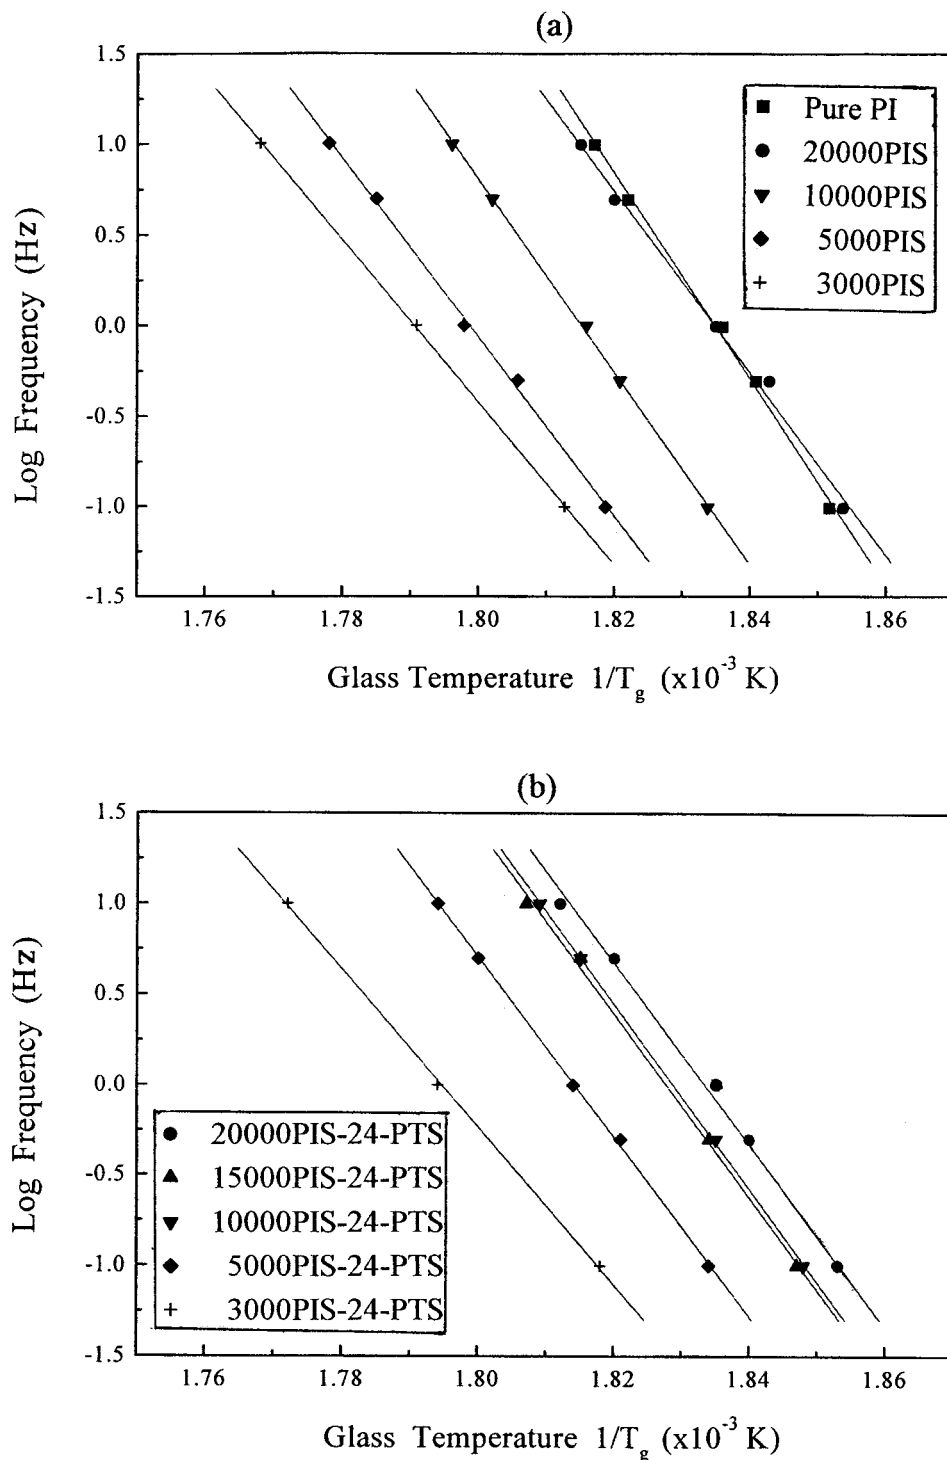 (a)
1.5
1.0
0.5
0.0
-0.5
-1.0
-1.5
Log Frequency (Hz)
Pure PI
20000PIS
10000PIS
5000PIS
3000PIS
1.76 1.78 1.80 1.82 1.84 1.86
Glass Temperature 1/Tg (x10-3 K)
(b)
1.5
1.0
0.5
0.0
-0.5
-1.0
-1.5
Log Frequency (Hz)
20000PIS-24-PTS
15000PIS-24-PTS
10000PIS-24-PTS
5000PIS-24-PTS
3000PIS-24-PTS
1.76 1.78 1.80 1.82 1.84 1.86
Glass Temperature 1/Tg (x10-3 K)